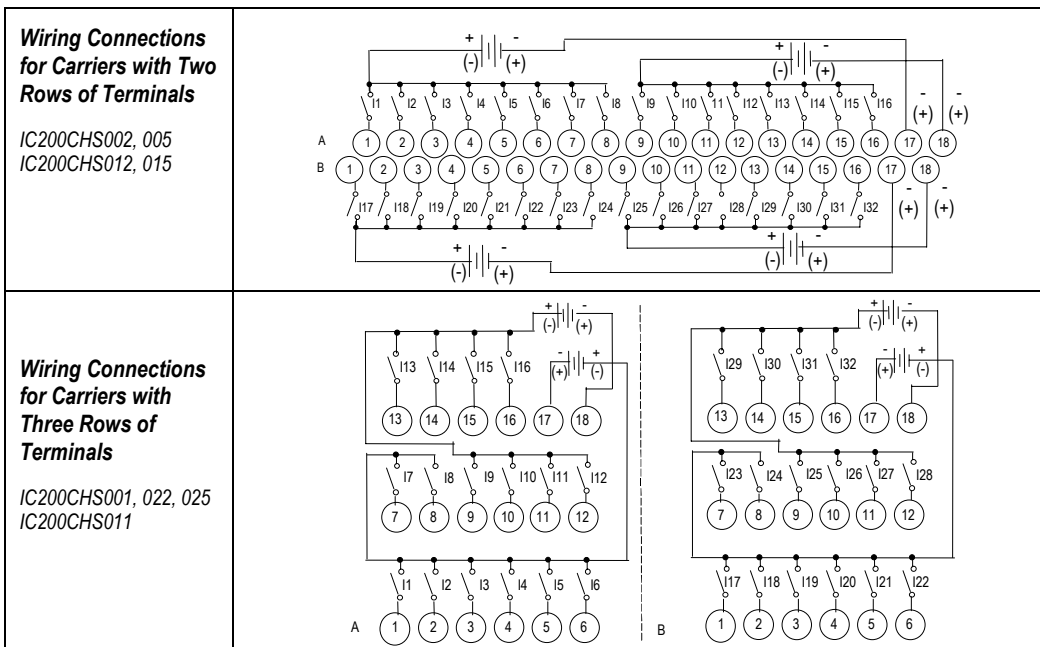 Wiring Connections
for Carriers with Two
Rows of Terminals
IC200CHS002, 005
IC200CHS012, 015
+ - + -
(-) (+) (-) (+)
I1 I2 I3 I4 I5 I6 I7 I8 I9 I10 I11 I12 I13 I14 I15 I16
- -
(+) (+)
A 1 2 3 4 5 6 7 8 9 10 11 12 13 14 15 16 17 18
B 1 2 3 4 5 6 7 8 9 10 11 12 13 14 15 16 17 18
I17 I18 I19 I20 I21 I22 I23 I24 I25 I26 I27 I28 I29 I30 I31 I32
- -
(+) (+)
+ - + -
(-) (+) (-) (+)
Wiring Connections
for Carriers with
Three Rows of
Terminals
IC200CHS001, 022, 025
IC200CHS011
+ -
(-) (+)
I13 I14 I15 I16
- +
(+) (-)
13 14 15 16 17 18
I7 I8 I9 I10 I11 I12
7 8 9 10 11 12
I1 I2 I3 I4 I5 I6
A 1 2 3 4 5 6
+ -
(-) (+)
I29 I30 I31 I32
- +
(+) (-)
13 14 15 16 17 18
I23 I24 I25 I26 I27 I28
7 8 9 10 11 12
I17 I18 I19 I20 I21 I22
B 1 2 3 4 5 6